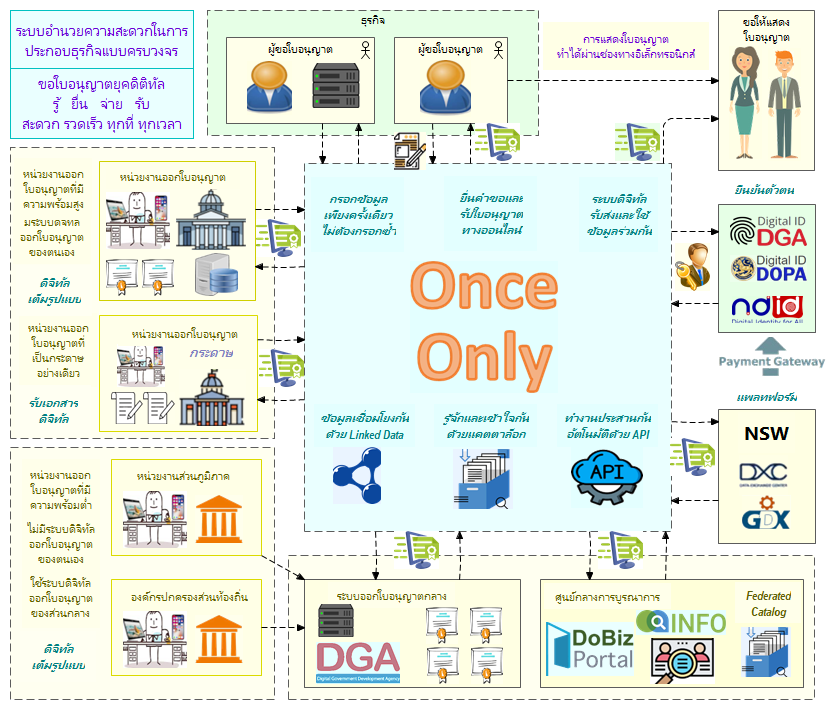 ระบบอำนวยความสะดวกในการ
ประกอบธุรกิจแบบครบวงจร
ขอใบอนุญาตยุคดิติทัล
รู้ ยื่น จ่าย รับ
สะดวก รวดเร็ว ทุกที่ ทุกเวลา
ธุรกิจ
ผู้ขอใบอนุญาต
ผู้ขอใบอนุญาต
การแสดงใบอนุญาต
ทำได้ผ่านช่องทางอิเล็กทรอนิกส์
ขอให้แสดง
ใบอนุญาต
หน่วยงานออก
ใบอนุญาตที่มี
ความพร้อมสูง
มีระบบดิจิทัล
ออกใบอนุญาต
ของตนเอง
ดิจิทัล
เต็มรูปแบบ
หน่วยงานออกใบอนุญาต
หน่วยงานออก
ใบอนุญาตที่
เป็นกระดาษ
อย่างเดียว
รับเอกสาร
ดิจิทัล
หน่วยงานออกใบอนุญาต
กระดาษ
กรอกข้อมูล
เพียงครั้งเดียว
ไม่ต้องกรอกซ้ำ
ยื่นคำขอและ
รับใบอนุญาต
ทางออนไลน์
ระบบดิจิทัล
รับส่งและใช้
ข้อมูลร่วมกัน
Once
Only
ข้อมูลเชื่อมโยงกัน
ด้วย Linked Data
รู้จักและเข้าใจกัน
ด้วยแคตตาล็อก
ทำงานประสานกัน
อัตโนมัติด้วย API
API
ยืนยันตัวตน
Digital ID
DGA
Digital ID
DOPA
ndID
Digital Identity for All
Payment Gateway
แพลทฟอร์ม
NSW
DXC
DATA EXCHANGE CENTER
GDX
หน่วยงานออก
ใบอนุญาตที่มี
ความพร้อมต่ำ
ไม่มีระบบดิจิทัล
ออกใบอนุญาต
ของตนเอง
ใช้ระบบดิจิทัล
ออกใบอนุญาต
ของส่วนกลาง
ดิจิทัล
เต็มรูปแบบ
หน่วยงานส่วนภูมิภาค
องค์กรปกครองส่วนท้องถิ่น
ระบบออกใบอนุญาตกลาง
DGA
Digital Government Development Agency
ศูนย์กลางการบูรณาการ
DoBiz
Portal
INFO
Federated
Catalog